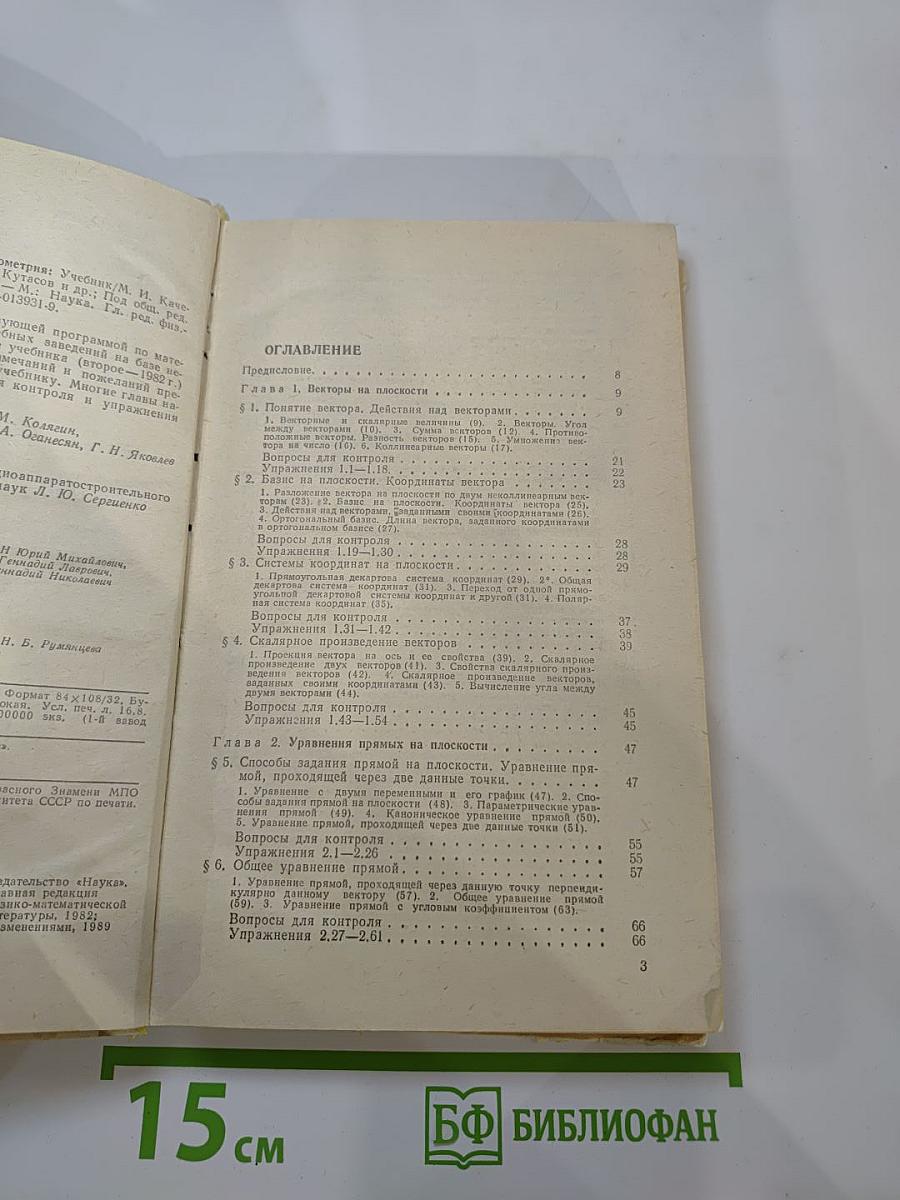 ометрия: Учебник/М. И. Каче-
Кутасов и др.; Под общ. ред.
— М.: Наука. Гл. ред. физ.-
-013931-9.
вующей программой по мате-
бных заведений на базе не-
учебника (второе—1982 г.)
мечаний и пожеланий пре-
учебнику. Многие главы на-
я контроля и упражнения
М. Колягин,
А. Оганесян, Г. Н. Яковлев
диоаппаратостроительного
наук Л. Ю. Сергиенко
Н Юрий Михайлович,
Геннадий Лаврович,
ннадий Николаевич
Н. Б. Румянцева
Формат 84×108/32. Бу-
окая. Усл. печ. л. 16,8.
00000 экз. (1-й завод
».
расного Знамени МПО
итета СССР по печати.
здательство «Наука».
авная редакция
изико-математической
тературы, 1982;
изменениями, 1989
ОГЛАВЛЕНИЕ
Предисловие. 8
Глава 1. Векторы на плоскости 9
§ 1. Понятие вектора. Действия над векторами 9
1. Векторные и скалярные величины (9). 2. Векторы. Угол
между векторами (10). 3. Сумма векторов (12). 4. Противо-
положные векторы. Разность векторов (15). 5. Умножение век-
тора на число (16). 6. Коллинеарные векторы (17).
Вопросы для контроля 21
Упражнения 1.1—1.18. 22
§ 2. Базис на плоскости. Координаты вектора 23
1. Разложение вектора на плоскости по двум неколлинеарным век-
торам (23). 2. Базис на плоскости. Координаты вектора (25).
3. Действия над векторами, заданными своими координатами (26).
4. Ортогональный базис. Длина вектора, заданного координатами
в ортогональном базисе (27).
Вопросы для контроля 28
Упражнения 1.19—1.30 28
§ 3. Системы координат на плоскости 29
1. Прямоугольная декартова система координат (29). 2*. Общая
декартова система координат (31). 3. Переход от одной прямо-
угольной декартовой системы координат к другой (31). 4. Поляр-
ная система координат (35).
Вопросы для контроля 37
Упражнения 1.31—1.42 38
§ 4. Скалярное произведение векторов 39
1. Проекция вектора на ось и ее свойства (39). 2. Скалярное
произведение двух векторов (41). 3. Свойства скалярного произ-
ведения векторов (42). 4. Скалярное произведение векторов,
заданных своими координатами (43). 5. Вычисление угла между
двумя векторами (44).
Вопросы для контроля 45
Упражнения 1.43—1.54 45
Глава 2. Уравнения прямых на плоскости 47
§ 5. Способы задания прямой на плоскости. Уравнение пря-
мой, проходящей через две данные точки 47
1. Уравнение с двумя переменными и его график (47). 2. Спо-
собы задания прямой на плоскости (48). 3. Параметрические урав-
нения прямой (49). 4. Каноническое уравнение прямой (50).
5. Уравнение прямой, проходящей через две данные точки (51).
Вопросы для контроля 55
Упражнения 2.1—2.26 55
§ 6. Общее уравнение прямой 57
1. Уравнение прямой, проходящей через данную точку перпенди-
кулярно данному вектору (57). 2. Общее уравнение прямой
(59). 3. Уравнение прямой с угловым коэффициентом (63).
Вопросы для контроля 66
Упражнения 2.27—2.61 66
3
15 см
БФ БИБЛИОФАН